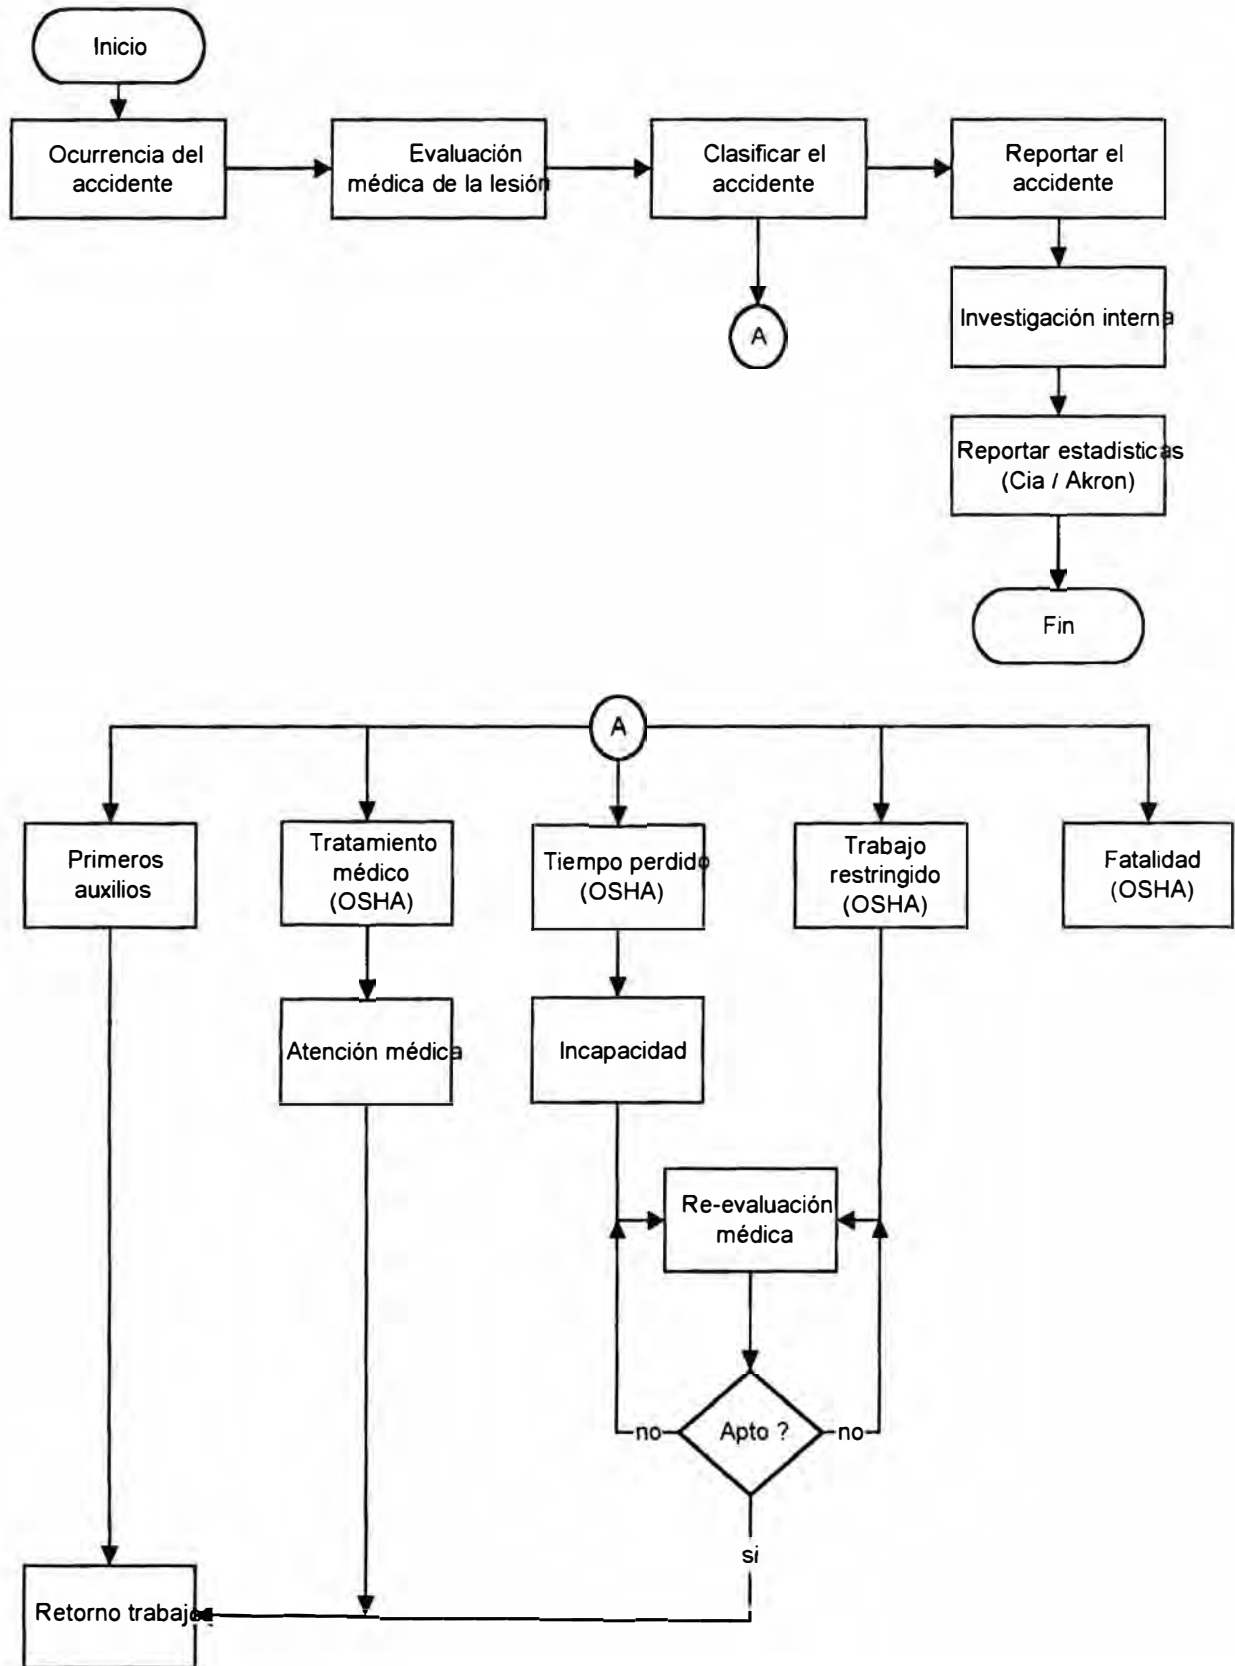 Inicio
Ocurrencia del
accidente
Evaluación
médica de la lesión
Clasificar el
accidente
Reportar el
accidente
A
Investigación interna
Reportar estadísticas
(Cia / Akron)
Fin
A
Primeros
auxilios
Tratamiento
médico
(OSHA)
Tiempo perdido
(OSHA)
Trabajo
restringido
(OSHA)
Fatalidad
(OSHA)
Atención médica
Incapacidad
Re-evaluación
médica
no
Apto ?
no
si
Retorno trabajo